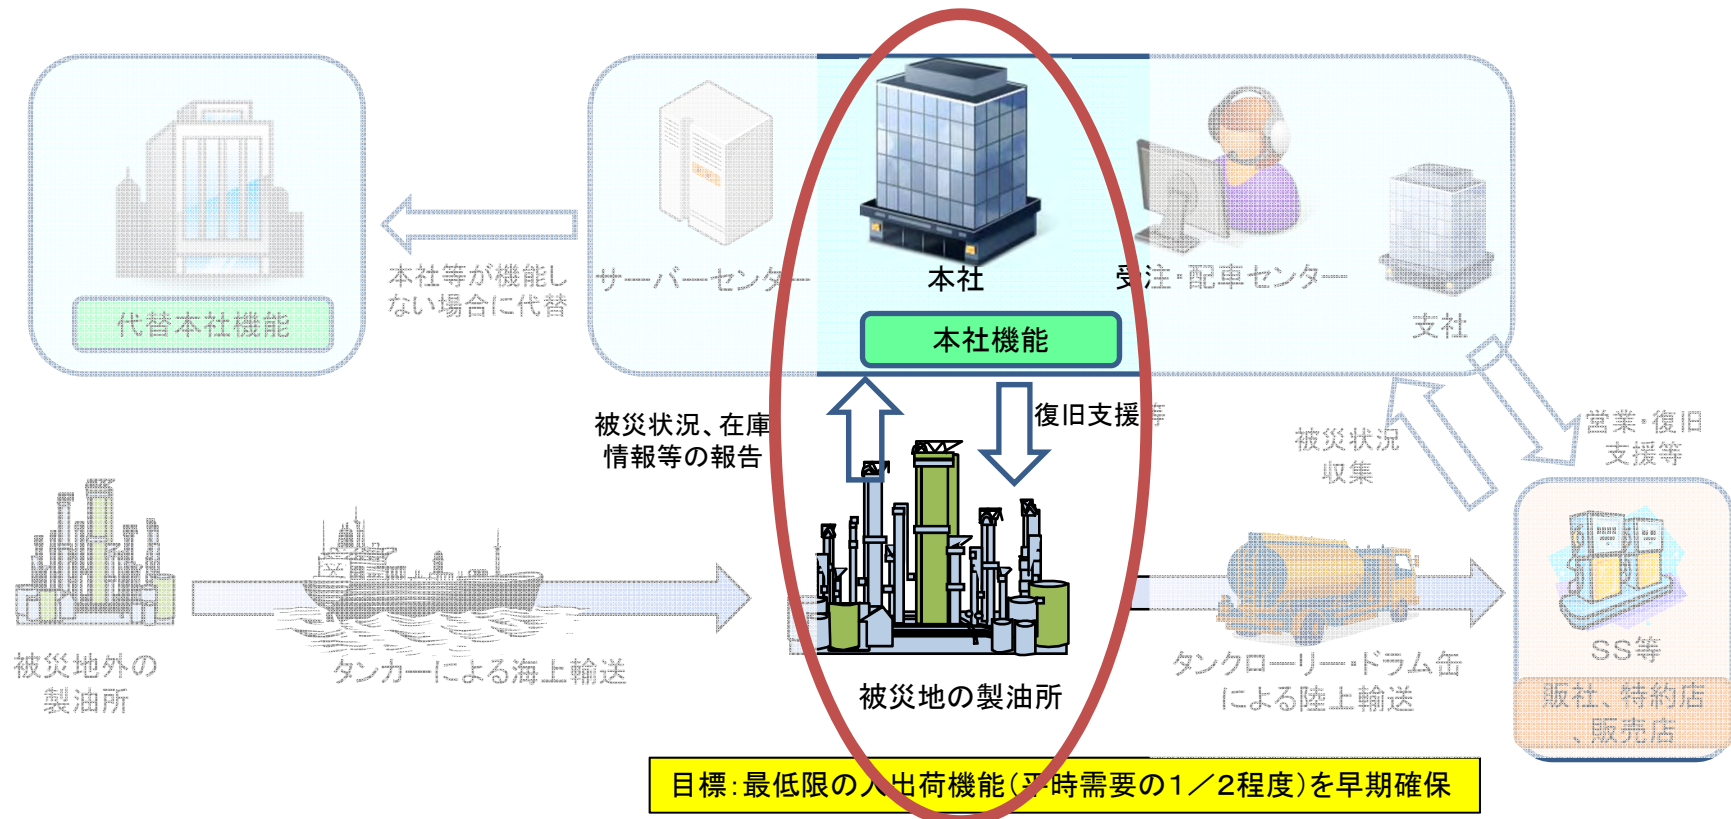 本社等が機能し
ない場合に代替
代替本社機能
サーバーセンター
本社
受注・配車センター
支社
本社機能
被災状況、在庫
情報等の報告
復旧支援等
被災状況
収集
営業・復旧
支援等
被災地外の
製油所
タンカーによる海上輸送
被災地の製油所
タンクローリー・ドラム缶
による陸上輸送
SS等
販社、特約店
、販売店
目標:最低限の入出荷機能(平時需要の1/2程度)を早期確保